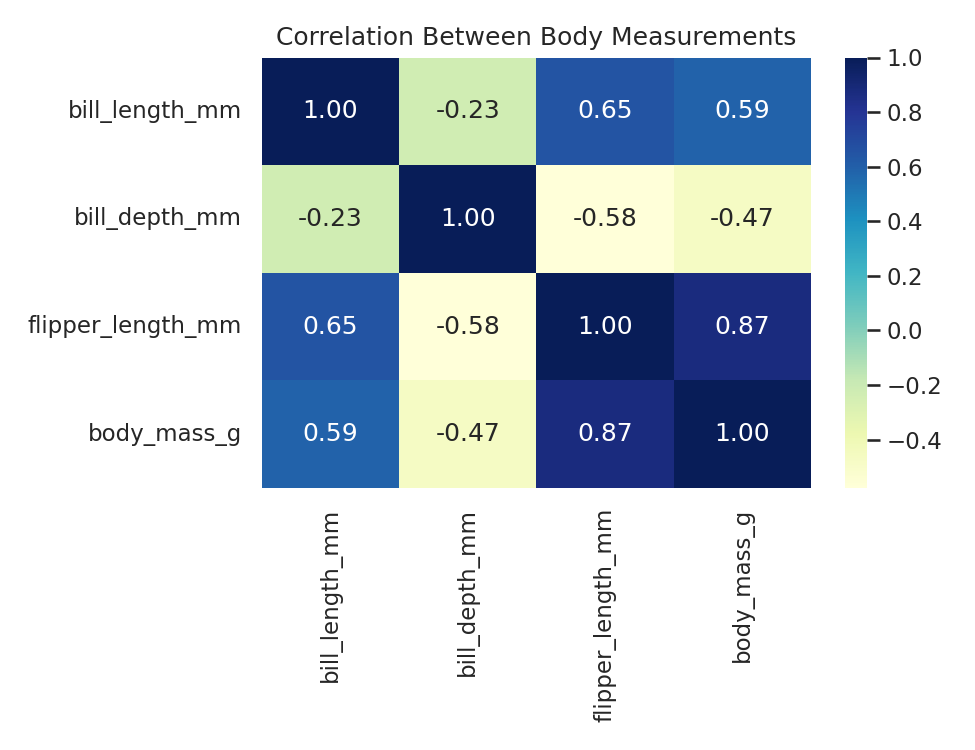 Correlation Between Body Measurements
bill_length_mm 1.00 -0.23 0.65 0.59
bill_depth_mm -0.23 1.00 -0.58 -0.47
flipper_length_mm 0.65 -0.58 1.00 0.87
body_mass_g 0.59 -0.47 0.87 1.00
bill_length_mm
bill_depth_mm
flipper_length_mm
body_mass_g
1.0
0.8
0.6
0.4
0.2
0.0
−0.2
−0.4